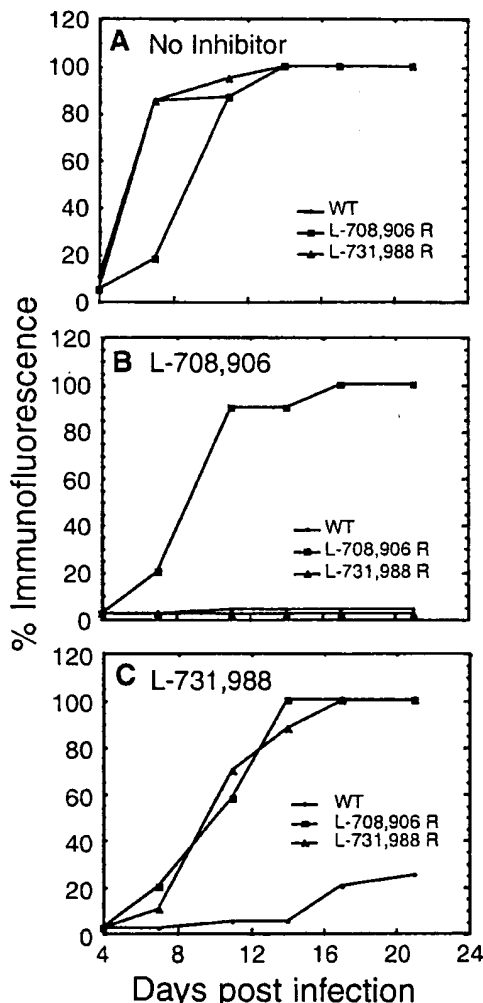 % Immunofluorescence
120
A No Inhibitor
100
80
60
40
20
0
WT
L-708,906 R
L-731,988 R
120
B L-708,906
100
80
60
40
20
0
WT
L-708,906 R
L-731,988 R
120
C L-731,988
100
80
60
40
20
0
WT
L-708,906 R
L-731,988 R
4 8 12 16 20 24
Days post infection